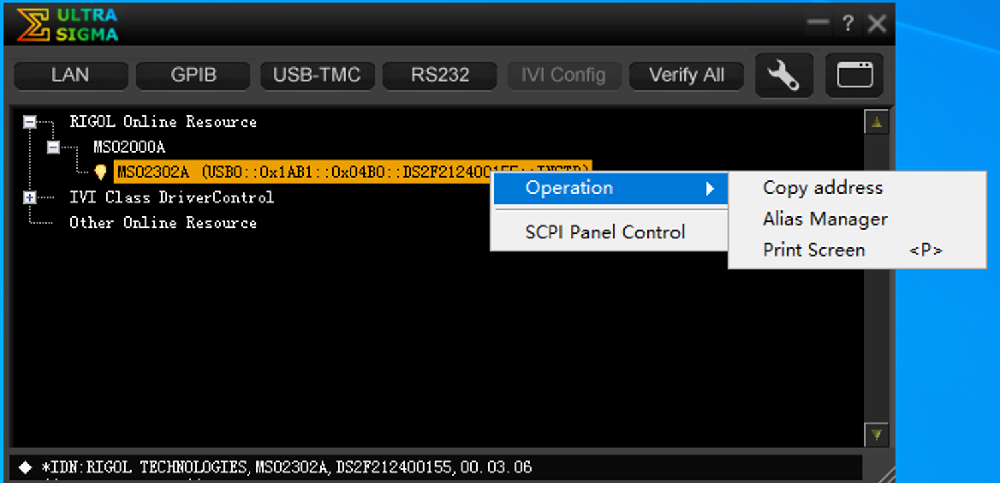 ULTRA
SIGMA
?
LAN GPIB USB-TMC RS232 IVI Config Verify All
RIGOL Online Resource
MSO2000A
MSO2302A (USB0::0x1AB1::0x04B0::DS2F212400155::INSTR)
Operation
Copy address
Alias Manager
Print Screen <P>
SCPI Panel Control
IVI Class DriverControl
Other Online Resource
*IDN:RIGOL TECHNOLOGIES,MSO2302A,DS2F212400155,00.03.06